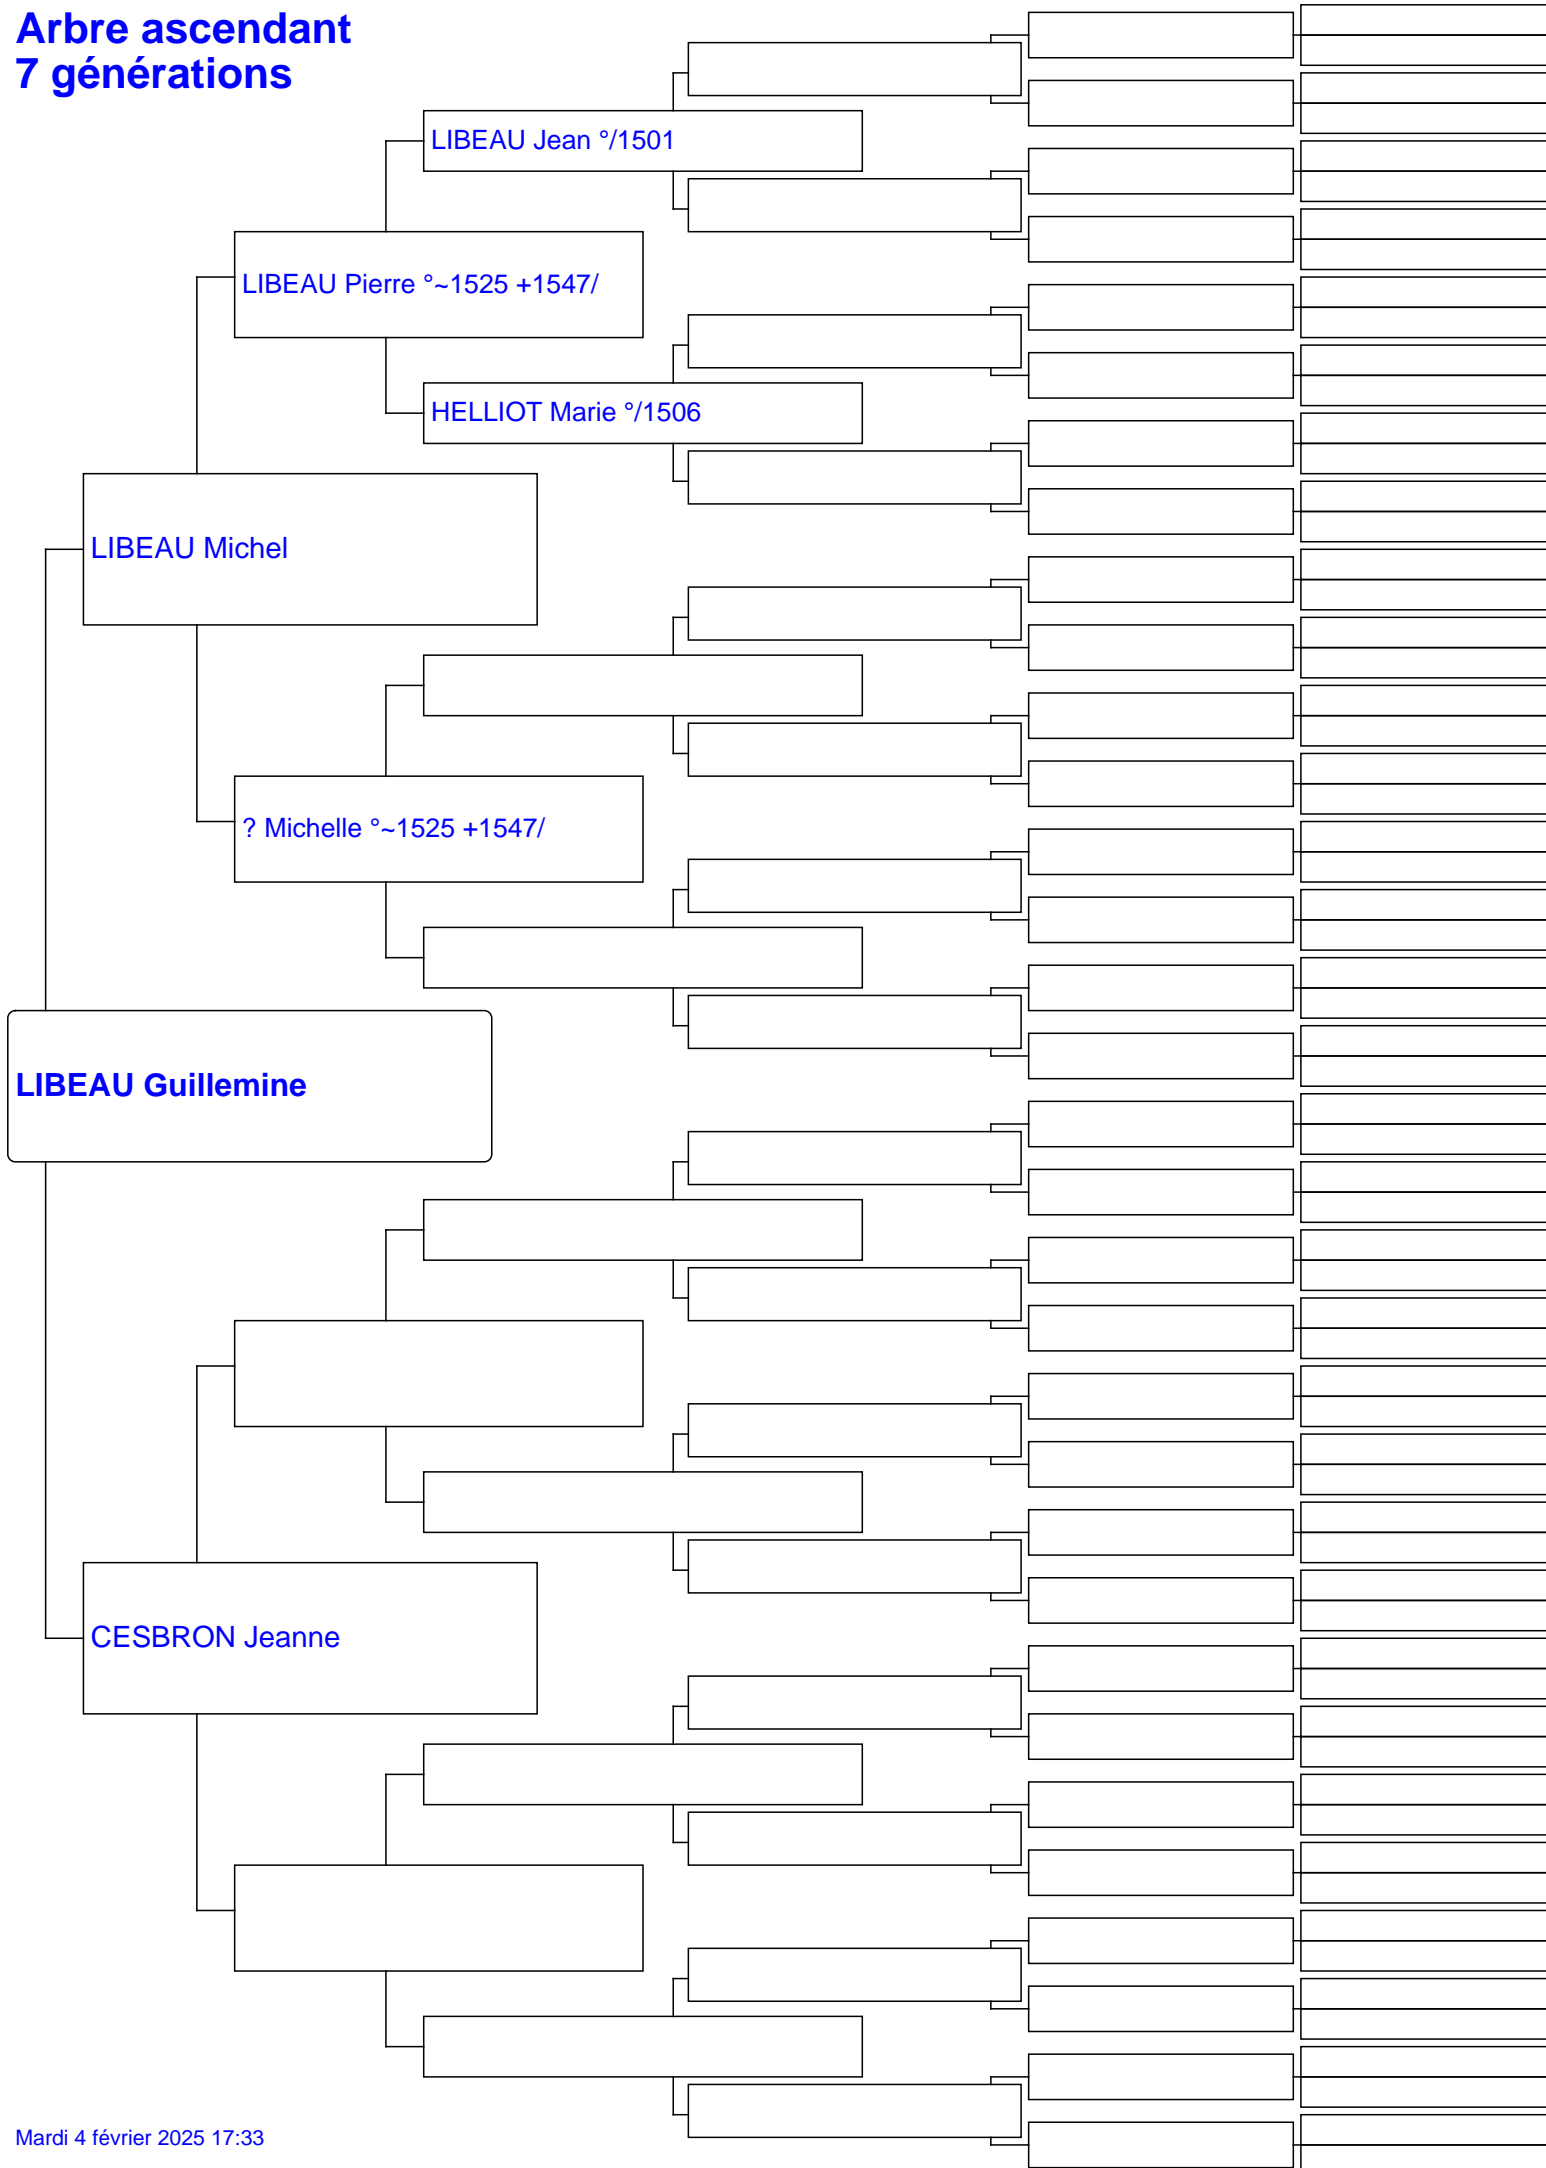 Arbre ascendant
7 générations
LIBEAU Jean °/1501
LIBEAU Pierre °~1525 +1547/
HELLIOT Marie °/1506
LIBEAU Michel
? Michelle °~1525 +1547/
LIBEAU Guillemine
CESBRON Jeanne
Mardi 4 février 2025 17:33